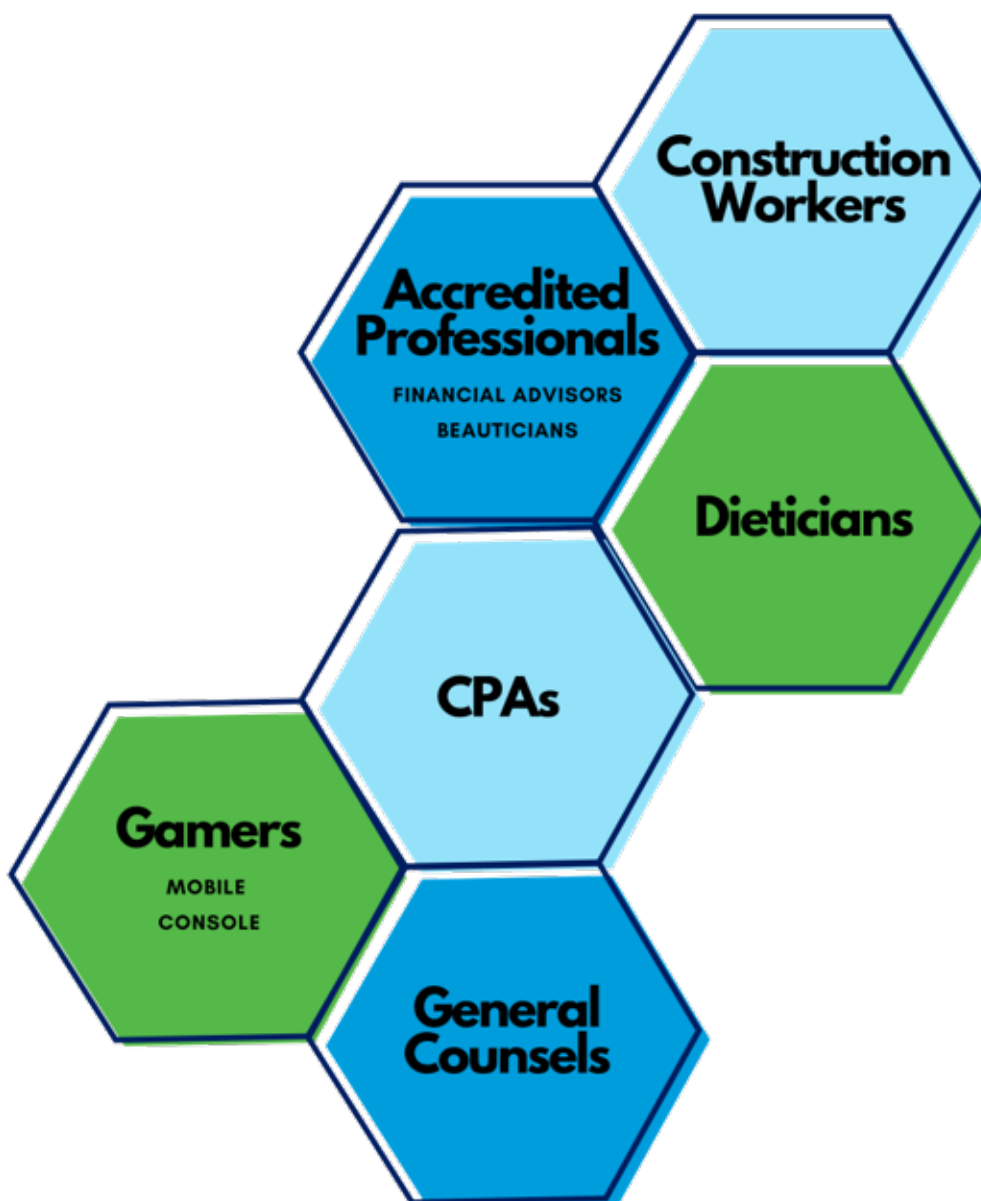 Construction
Workers
Accredited
Professionals
FINANCIAL ADVISORS
BEAUTICIANS
Dieticians
CPAs
Gamers
MOBILE
CONSOLE
General
Counsels